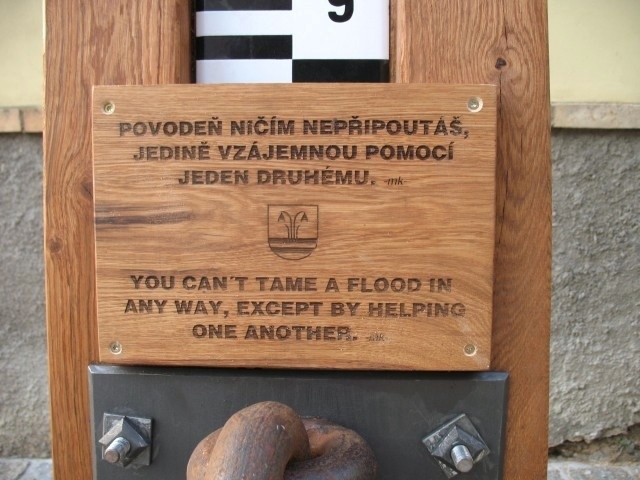 9
POVODEŇ NIČÍM NEPŘIPOUTÁŠ,
JEDINĚ VZÁJEMNOU POMOCÍ
JEDEN DRUHÉMU. -mk-
YOU CAN´T TAME A FLOOD IN
ANY WAY, EXCEPT BY HELPING
ONE ANOTHER. -mk-